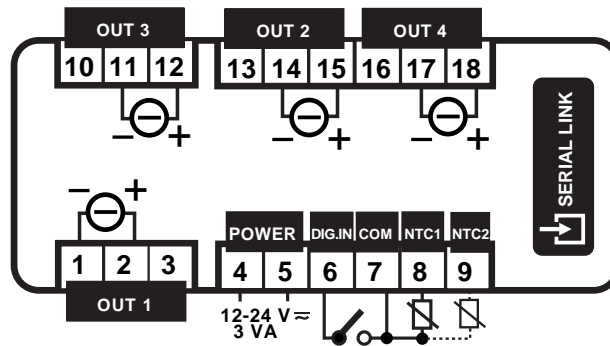 OUT 3 OUT 2 OUT 4
10 11 12 13 14 15 16 17 18
− + − + − +
SERIAL LINK
− +
POWER DIG.IN COM NTC1 NTC2
1 2 3 4 5 6 7 8 9
OUT 1
12-24 V ⎓
3 VA